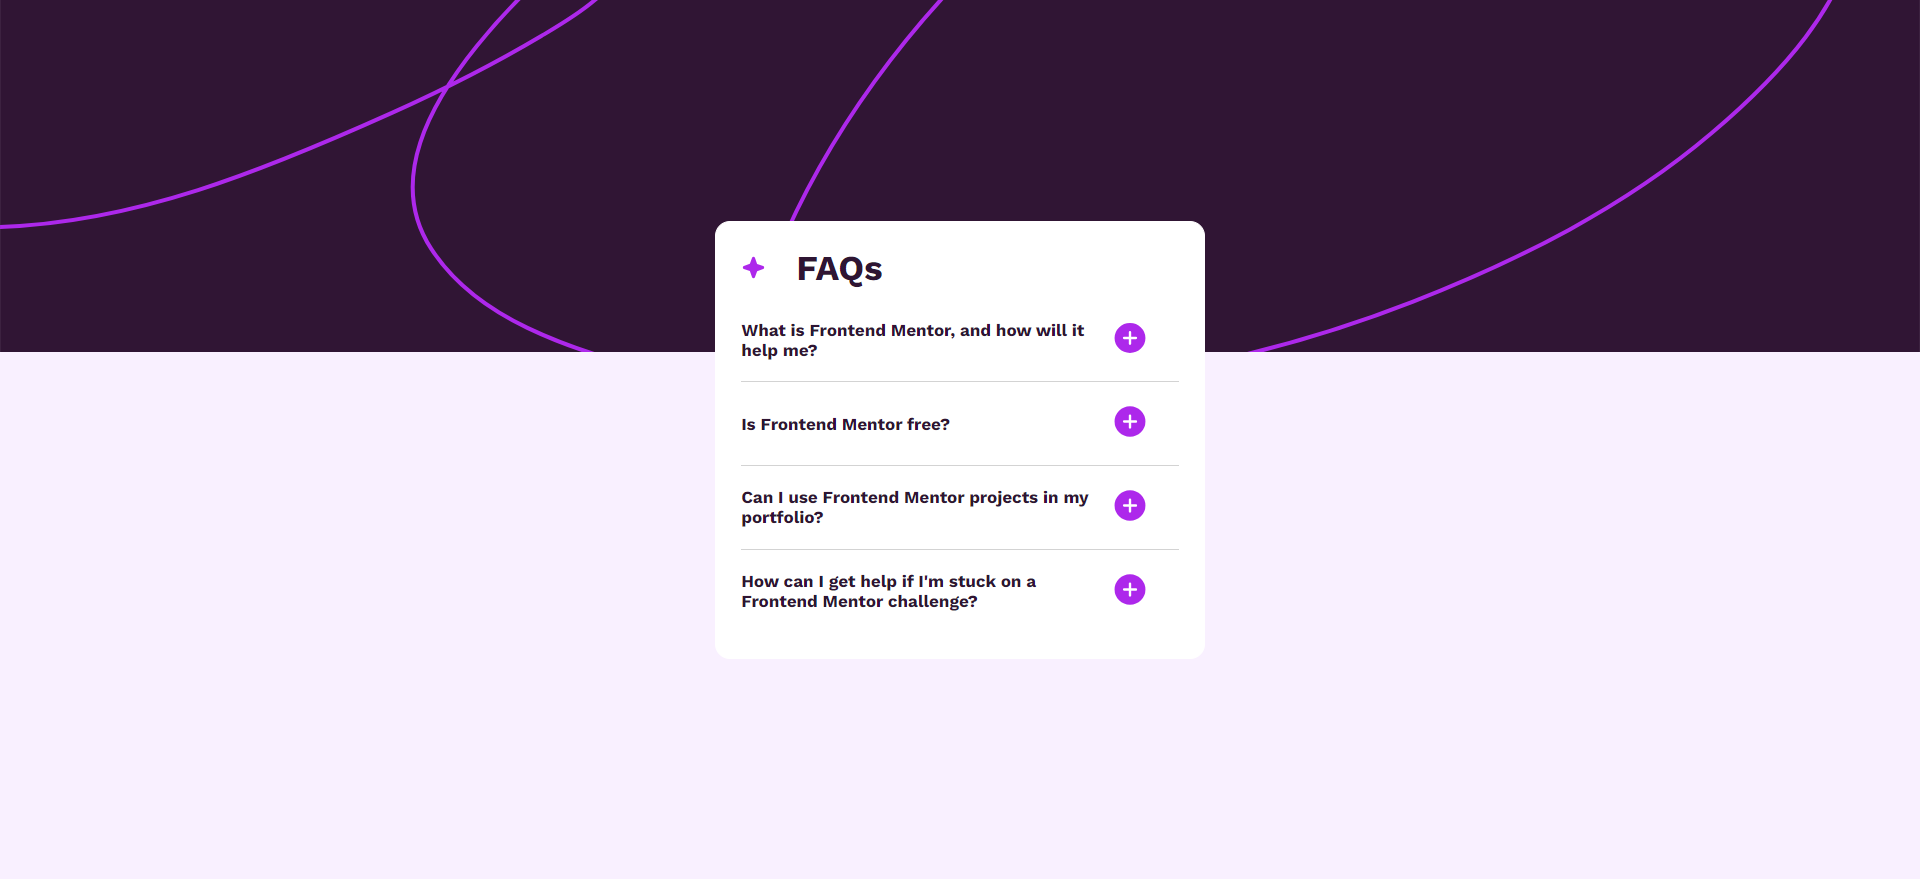 FAQs
What is Frontend Mentor, and how will it
help me?
Is Frontend Mentor free?
Can I use Frontend Mentor projects in my
portfolio?
How can I get help if I'm stuck on a
Frontend Mentor challenge?